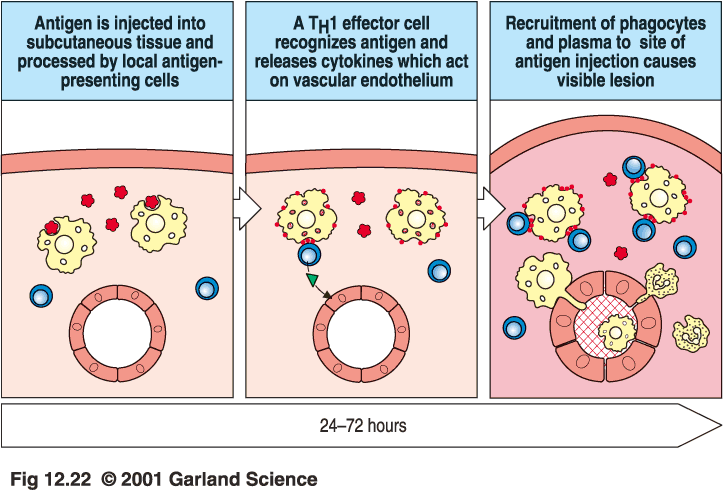 Antigen is injected into
subcutaneous tissue and
processed by local antigen-
presenting cells
A TH1 effector cell
recognizes antigen and
releases cytokines which act
on vascular endothelium
Recruitment of phagocytes
and plasma to site of
antigen injection causes
visible lesion
24–72 hours
Fig 12.22 © 2001 Garland Science